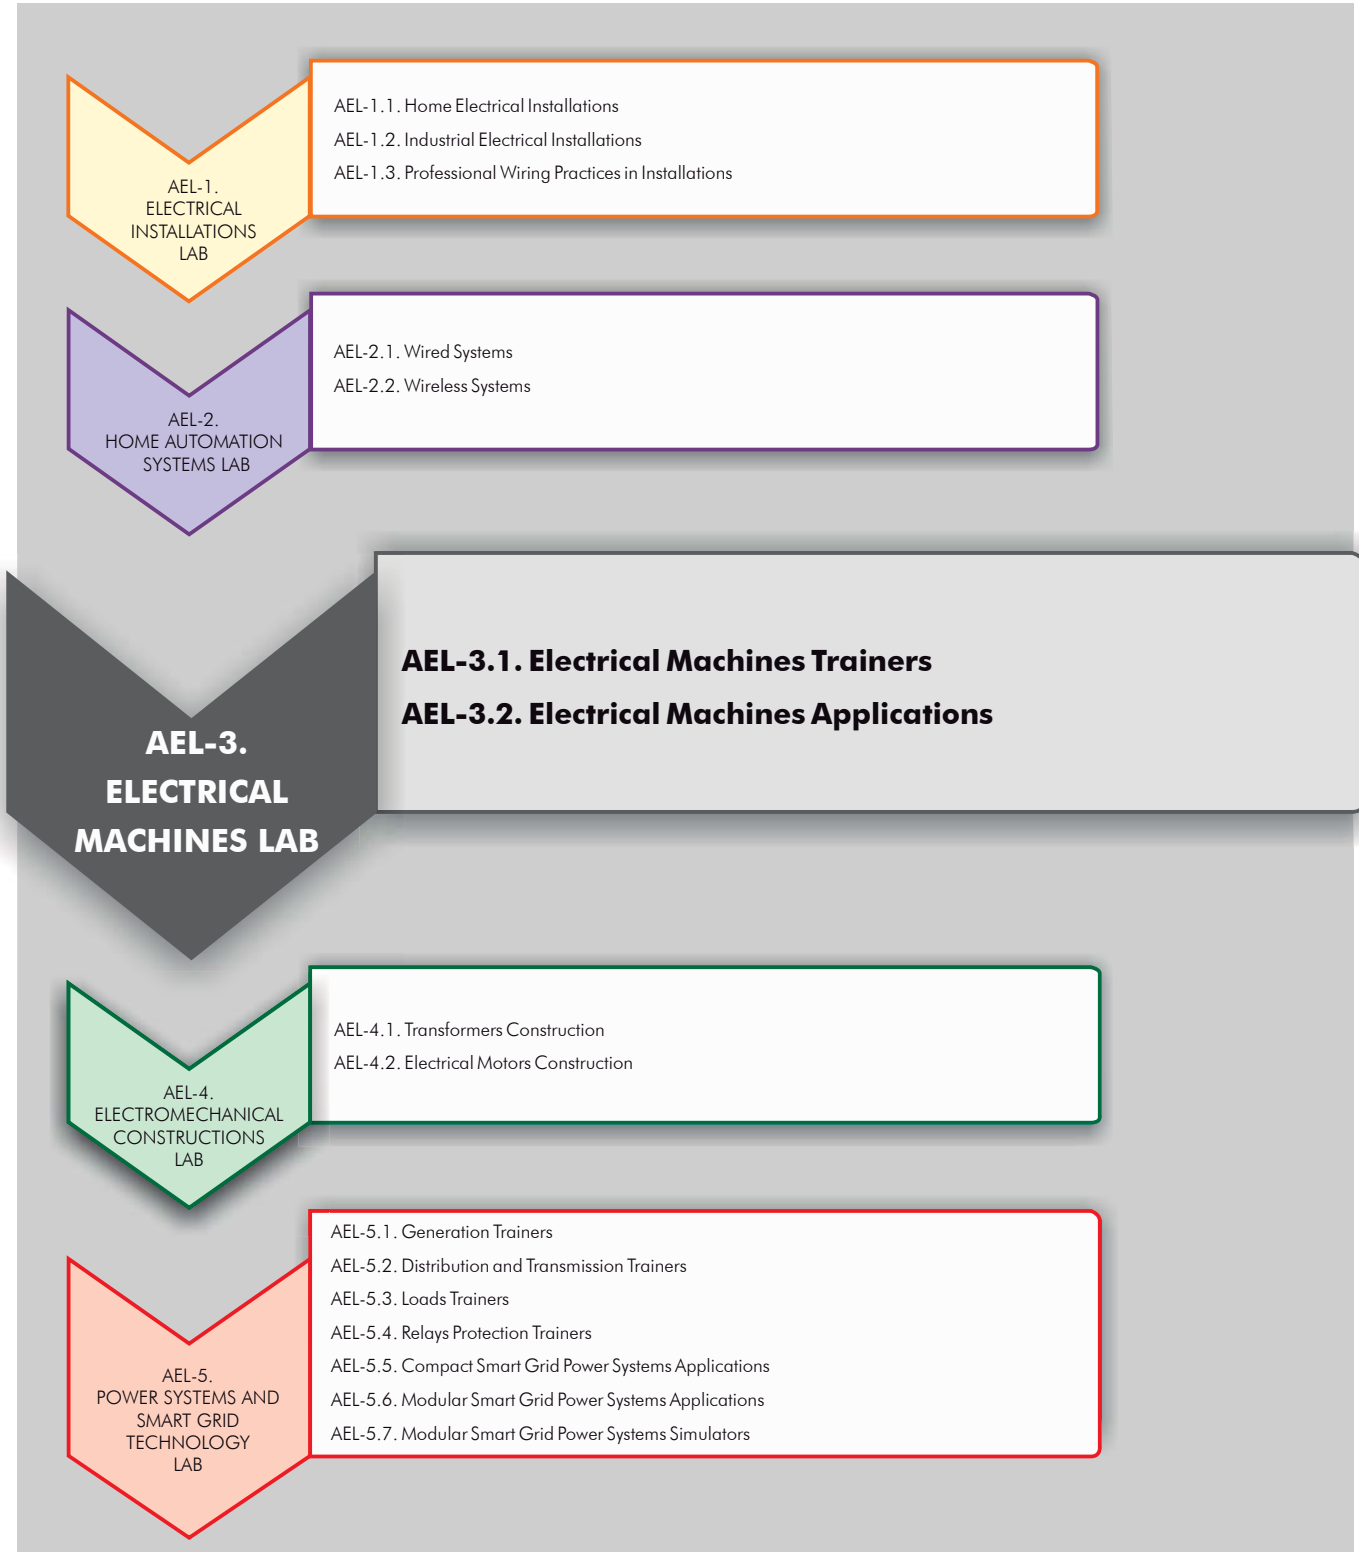 AEL-1.
ELECTRICAL
INSTALLATIONS
LAB
AEL-1.1. Home Electrical Installations
AEL-1.2. Industrial Electrical Installations
AEL-1.3. Professional Wiring Practices in Installations
AEL-2.
HOME AUTOMATION
SYSTEMS LAB
AEL-2.1. Wired Systems
AEL-2.2. Wireless Systems
AEL-3.
ELECTRICAL
MACHINES LAB
AEL-3.1. Electrical Machines Trainers
AEL-3.2. Electrical Machines Applications
AEL-4.
ELECTROMECHANICAL
CONSTRUCTIONS
LAB
AEL-4.1. Transformers Construction
AEL-4.2. Electrical Motors Construction
AEL-5.
POWER SYSTEMS AND
SMART GRID
TECHNOLOGY
LAB
AEL-5.1. Generation Trainers
AEL-5.2. Distribution and Transmission Trainers
AEL-5.3. Loads Trainers
AEL-5.4. Relays Protection Trainers
AEL-5.5. Compact Smart Grid Power Systems Applications
AEL-5.6. Modular Smart Grid Power Systems Applications
AEL-5.7. Modular Smart Grid Power Systems Simulators